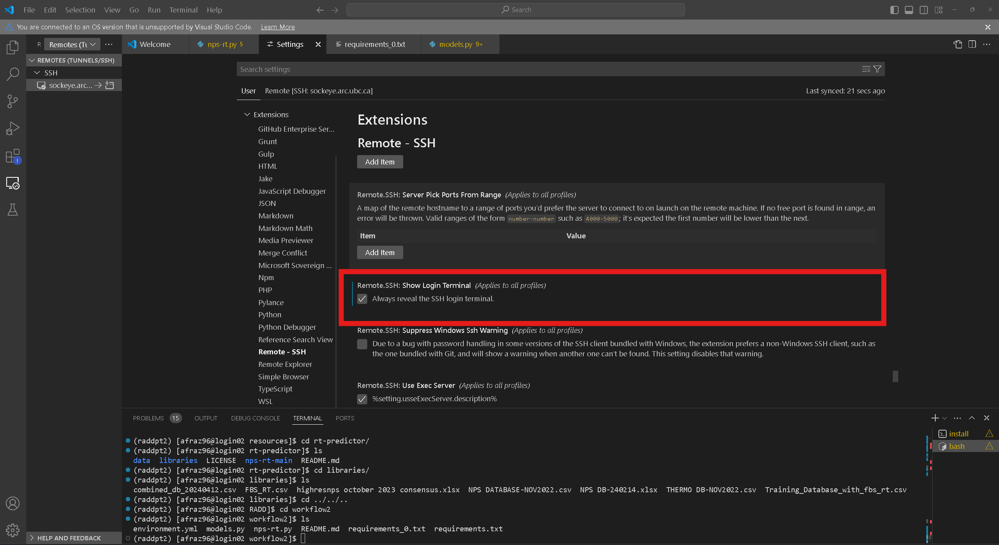 File Edit Selection View Go Run Terminal Help
Search
You are connected to an OS version that is unsupported by Visual Studio Code. Learn More
R Remotes (Tu
Welcome
nps-rt.py 5
Settings
requirements_0.txt
models.py 9+
REMOTES (TUNNELS/SSH)
SSH
sockeye.arc...
1
HELP AND FEEDBACK
Search settings
User Remote [SSH: sockeye.arc.ubc.ca]
Last synced: 21 secs ago
Extensions
GitHub Enterprise Ser...
Grunt
Gulp
HTML
Jake
JavaScript Debugger
JSON
Markdown
Markdown Math
Media Previewer
Merge Conflict
Microsoft Sovereign ...
Npm
PHP
Pylance
Python
Python Debugger
Reference Search View
Remote - SSH
Remote Explorer
Simple Browser
TypeScript
WSL
Extensions
Remote - SSH
Add Item
Remote.SSH: Server Pick Ports From Range (Applies to all profiles)
A map of the remote hostname to a range of ports you'd prefer the server to connect to on launch on the remote machine. If no free port is found in range, an
error will be thrown. Valid ranges of the form number-number such as 4000-5000; it's expected the first number will be lower than the next.
Item Value
Add Item
Remote.SSH: Show Login Terminal (Applies to all profiles)
Always reveal the SSH login terminal.
Remote.SSH: Suppress Windows Ssh Warning (Applies to all profiles)
Due to a bug with password handling in some versions of the SSH client bundled with Windows, the extension prefers a non-Windows SSH client, such as
the one bundled with Git, and will show a warning when another one can't be found. This setting disables that warning.
Remote.SSH: Use Exec Server (Applies to all profiles)
%setting.usseExecServer.description%
PROBLEMS 15 OUTPUT DEBUG CONSOLE TERMINAL PORTS
(raddpt2) [afraz96@login02 resources]$ cd rt-predictor/
(raddpt2) [afraz96@login02 rt-predictor]$ ls
data libraries LICENSE nps-rt-main README.md
(raddpt2) [afraz96@login02 rt-predictor]$ cd libraries/
(raddpt2) [afraz96@login02 libraries]$ ls
combined_db_20240412.csv FBS_RT.csv highresnps october 2023 consensus.xlsx NPS DATABASE-NOV2022.csv NPS DB-240214.xlsx THERMO DB-NOV2022.csv Training_Database_with_fbs_rt.csv
(raddpt2) [afraz96@login02 libraries]$ cd ../../..
(raddpt2) [afraz96@login02 RADD]$ cd workflow2
(raddpt2) [afraz96@login02 workflow2]$ ls
environment.yml models.py nps-rt.py README.md requirements_0.txt requirements.txt
(raddpt2) [afraz96@login02 workflow2]$
install
bash